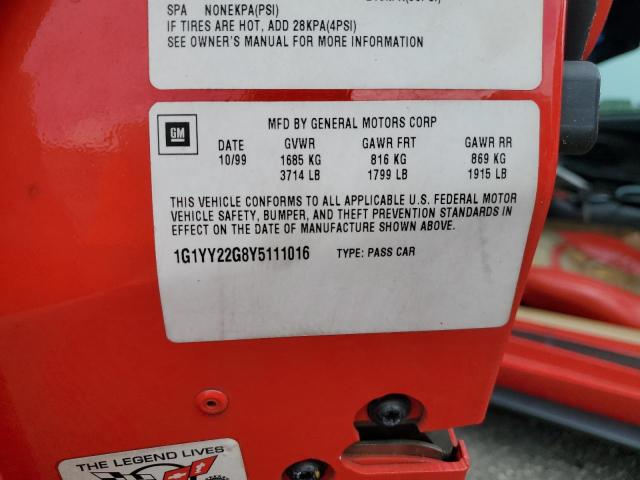 SPA NONEKPA(PSI)
IF TIRES ARE HOT, ADD 28KPA(4PSI)
SEE OWNER'S MANUAL FOR MORE INFORMATION
GM
MFD BY GENERAL MOTORS CORP
DATE GVWR GAWR FRT GAWR RR
10/99 1685 KG 816 KG 869 KG
3714 LB 1799 LB 1915 LB
THIS VEHICLE CONFORMS TO ALL APPLICABLE U.S. FEDERAL MOTOR
VEHICLE SAFETY, BUMPER, AND THEFT PREVENTION STANDARDS IN
EFFECT ON THE DATE OF MANUFACTURE SHOWN ABOVE.
1G1YY22G8Y5111016 TYPE: PASS CAR
THE LEGEND LIVES